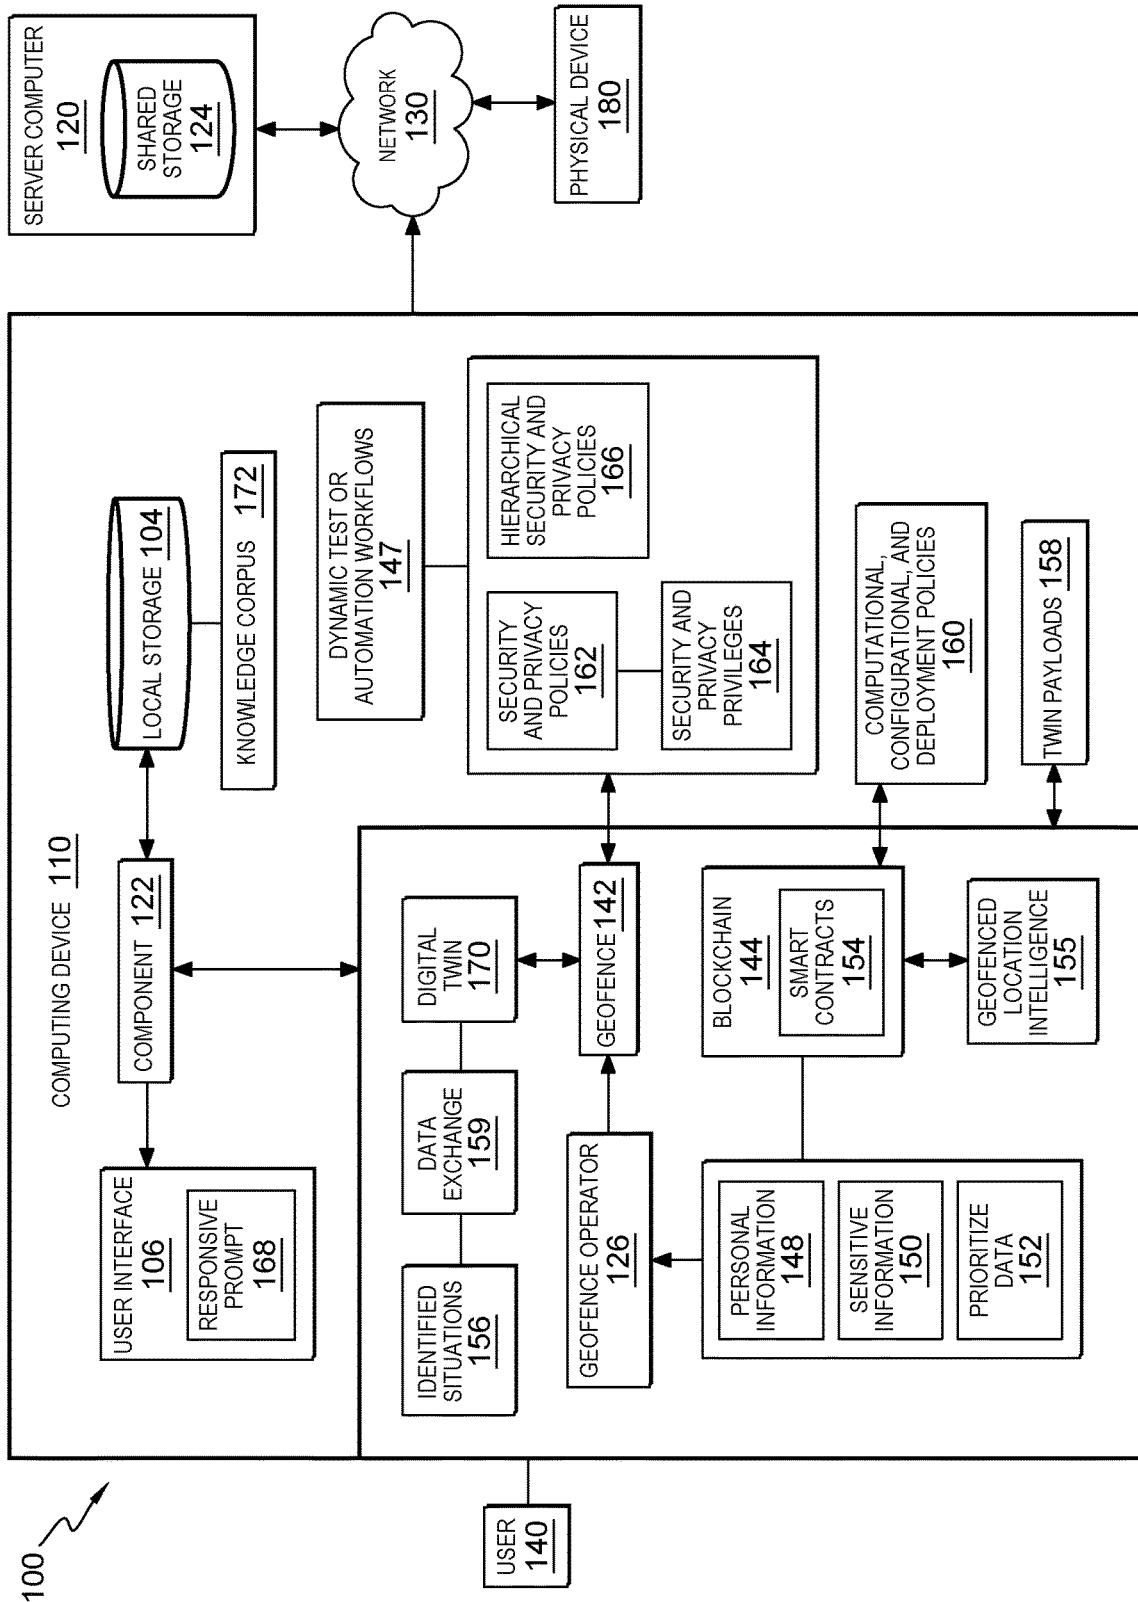 100
COMPUTING DEVICE 110
SERVER COMPUTER
120
SHARED
STORAGE
124
USER INTERFACE
106
RESPONSIVE
PROMPT
168
COMPONENT 122
LOCAL STORAGE 104
KNOWLEDGE CORPUS 172
NETWORK
130
PHYSICAL DEVICE
180
DYNAMIC TEST OR
AUTOMATION WORKFLOWS
147
USER
140
IDENTIFIED
SITUATIONS
156
DATA
EXCHANGE
159
DIGITAL
TWIN
170
SECURITY
AND PRIVACY
POLICIES
162
HIERARCHICAL
SECURITY AND
PRIVACY
POLICIES
166
SECURITY AND
PRIVACY
PRIVILEGES
164
GEOFENCE OPERATOR
126
GEOFENCE 142
PERSONAL
INFORMATION
148
SENSITIVE
INFORMATION
150
PRIORITIZE
DATA
152
BLOCKCHAIN
144
SMART
CONTRACTS
154
GEOFENCED
LOCATION
INTELLIGENCE
155
COMPUTATIONAL,
CONFIGURATIONAL, AND
DEPLOYMENT POLICIES
160
TWIN PAYLOADS 158